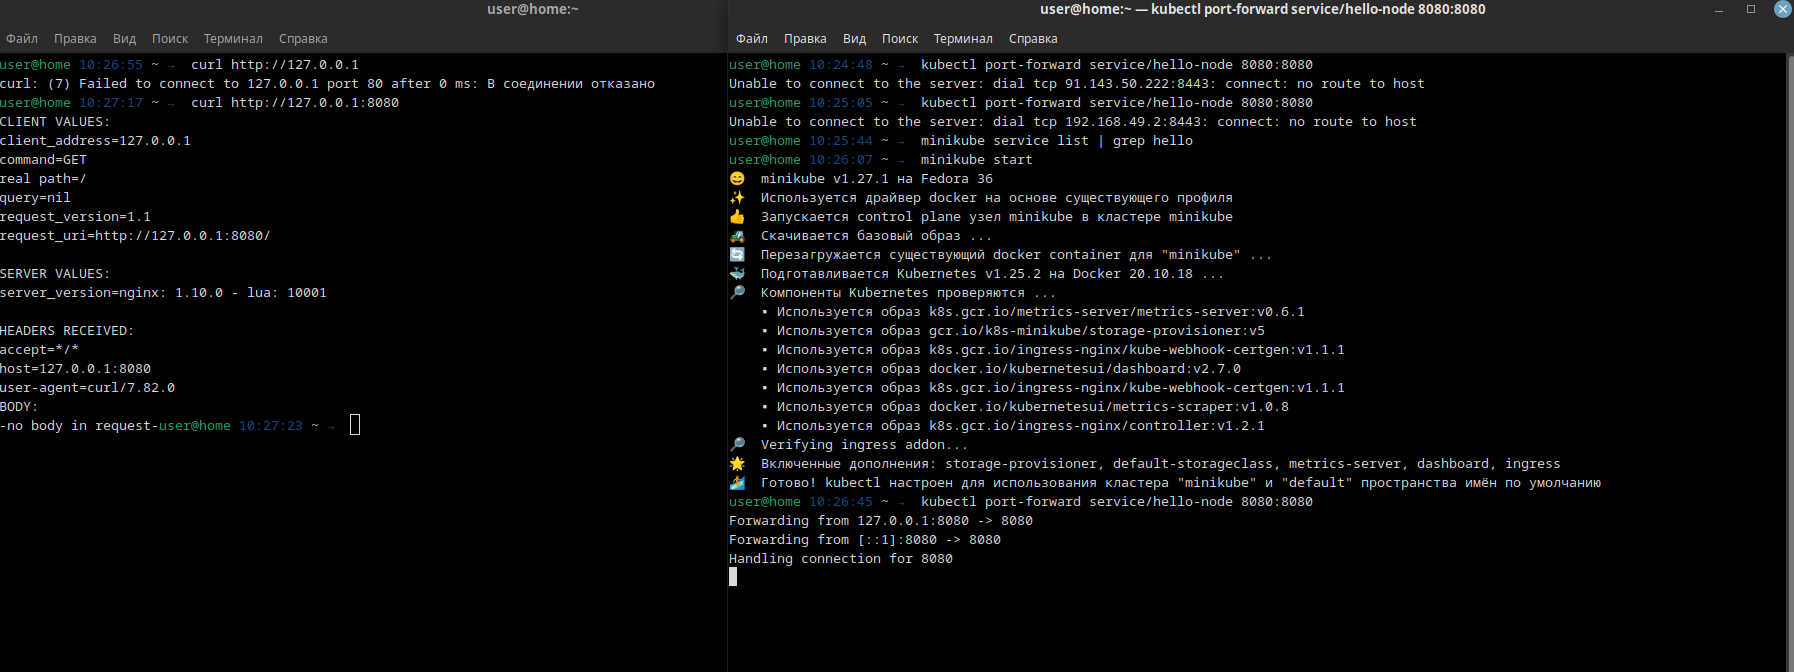 user@home:~
Файл Правка Вид Поиск Терминал Справка
user@home 10:26:55 ~ → curl http://127.0.0.1
curl: (7) Failed to connect to 127.0.0.1 port 80 after 0 ms: В соединении отказано
user@home 10:27:17 ~ → curl http://127.0.0.1:8080
CLIENT VALUES:
client_address=127.0.0.1
command=GET
real path=/
query=nil
request_version=1.1
request_uri=http://127.0.0.1:8080/
SERVER VALUES:
server_version=nginx: 1.10.0 - lua: 10001
HEADERS RECEIVED:
accept=*/*
host=127.0.0.1:8080
user-agent=curl/7.82.0
BODY:
-no body in request-user@home 10:27:23 ~ →
user@home:~ — kubectl port-forward service/hello-node 8080:8080
Файл Правка Вид Поиск Терминал Справка
user@home 10:24:48 ~ → kubectl port-forward service/hello-node 8080:8080
Unable to connect to the server: dial tcp 91.143.50.222:8443: connect: no route to host
user@home 10:25:05 ~ → kubectl port-forward service/hello-node 8080:8080
Unable to connect to the server: dial tcp 192.168.49.2:8443: connect: no route to host
user@home 10:25:44 ~ → minikube service list | grep hello
user@home 10:26:07 ~ → minikube start
😄 minikube v1.27.1 на Fedora 36
✨ Используется драйвер docker на основе существующего профиля
👍 Запускается control plane узел minikube в кластере minikube
🚜 Скачивается базовый образ ...
🔄 Перезагружается существующий docker container для "minikube" ...
🐳 Подготавливается Kubernetes v1.25.2 на Docker 20.10.18 ...
🔎 Компоненты Kubernetes проверяются ...
▪ Используется образ k8s.gcr.io/metrics-server/metrics-server:v0.6.1
▪ Используется образ gcr.io/k8s-minikube/storage-provisioner:v5
▪ Используется образ k8s.gcr.io/ingress-nginx/kube-webhook-certgen:v1.1.1
▪ Используется образ docker.io/kubernetesui/dashboard:v2.7.0
▪ Используется образ k8s.gcr.io/ingress-nginx/kube-webhook-certgen:v1.1.1
▪ Используется образ docker.io/kubernetesui/metrics-scraper:v1.0.8
▪ Используется образ k8s.gcr.io/ingress-nginx/controller:v1.2.1
🔎 Verifying ingress addon...
🌟 Включенные дополнения: storage-provisioner, default-storageclass, metrics-server, dashboard, ingress
🏄 Готово! kubectl настроен для использования кластера "minikube" и "default" пространства имён по умолчанию
user@home 10:26:45 ~ → kubectl port-forward service/hello-node 8080:8080
Forwarding from 127.0.0.1:8080 -> 8080
Forwarding from [::1]:8080 -> 8080
Handling connection for 8080